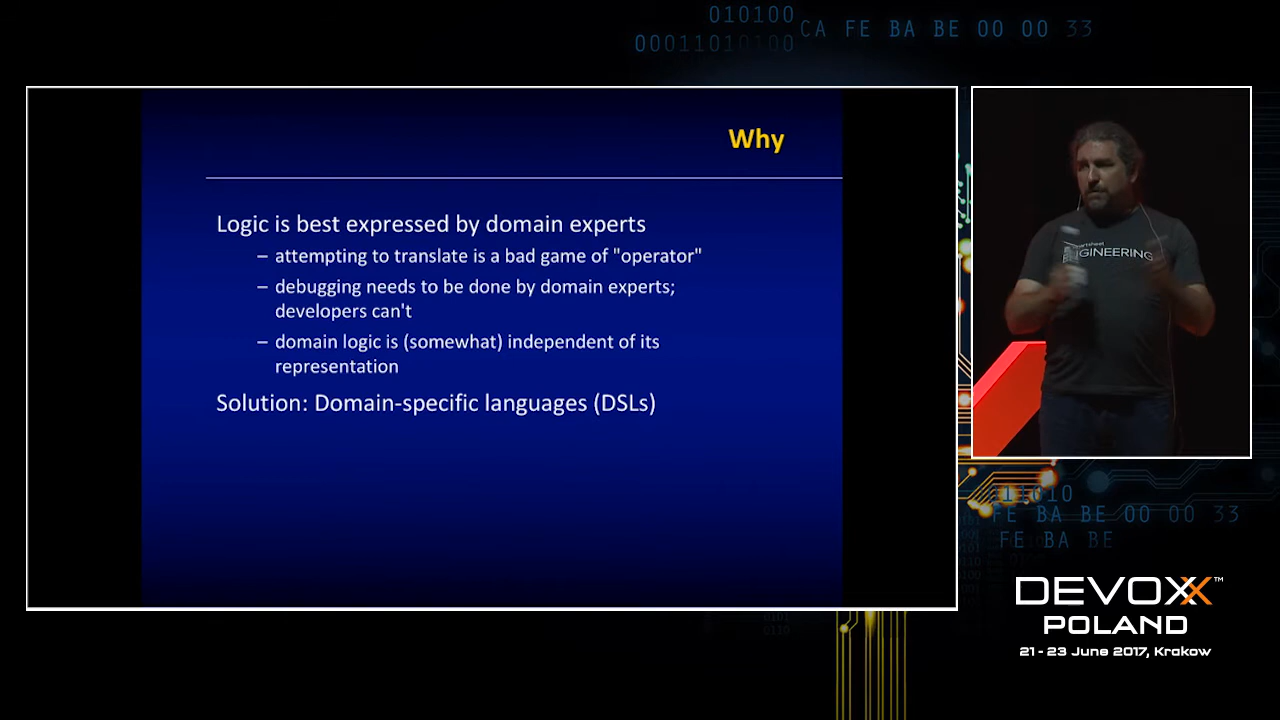 010100
00011010100
CA FE BA BE 00 00 33
Why
Logic is best expressed by domain experts
– attempting to translate is a bad game of "operator"
– debugging needs to be done by domain experts;
developers can't
– domain logic is (somewhat) independent of its
representation
Solution: Domain-specific languages (DSLs)
ENGINEERING
FE BA BE 00 00 33
FE BA BE
DEVOXX™
POLAND
21 - 23 June 2017, Krakow